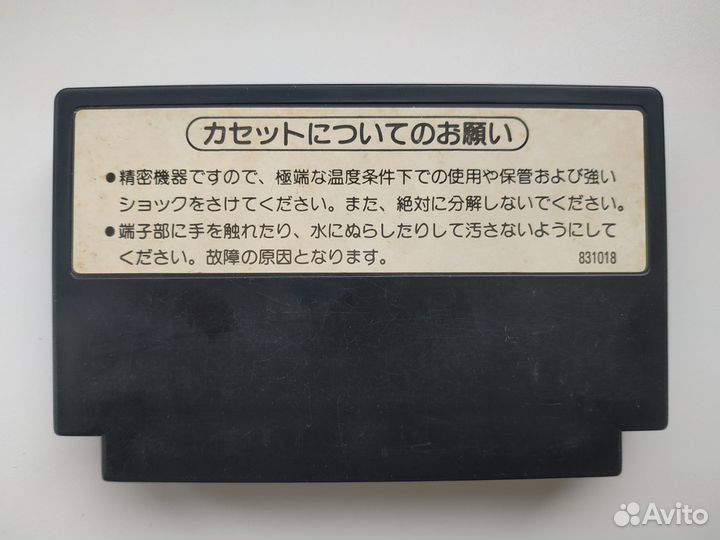 カセットについてのお願い
●精密機器ですので、極端な温度条件下での使用や保管および強い
ショックをさけてください。また、絶対に分解しないでください。
●端子部に手を触れたり、水にぬらしたりして汚さないようにして
ください。故障の原因となります。 831018
Avito